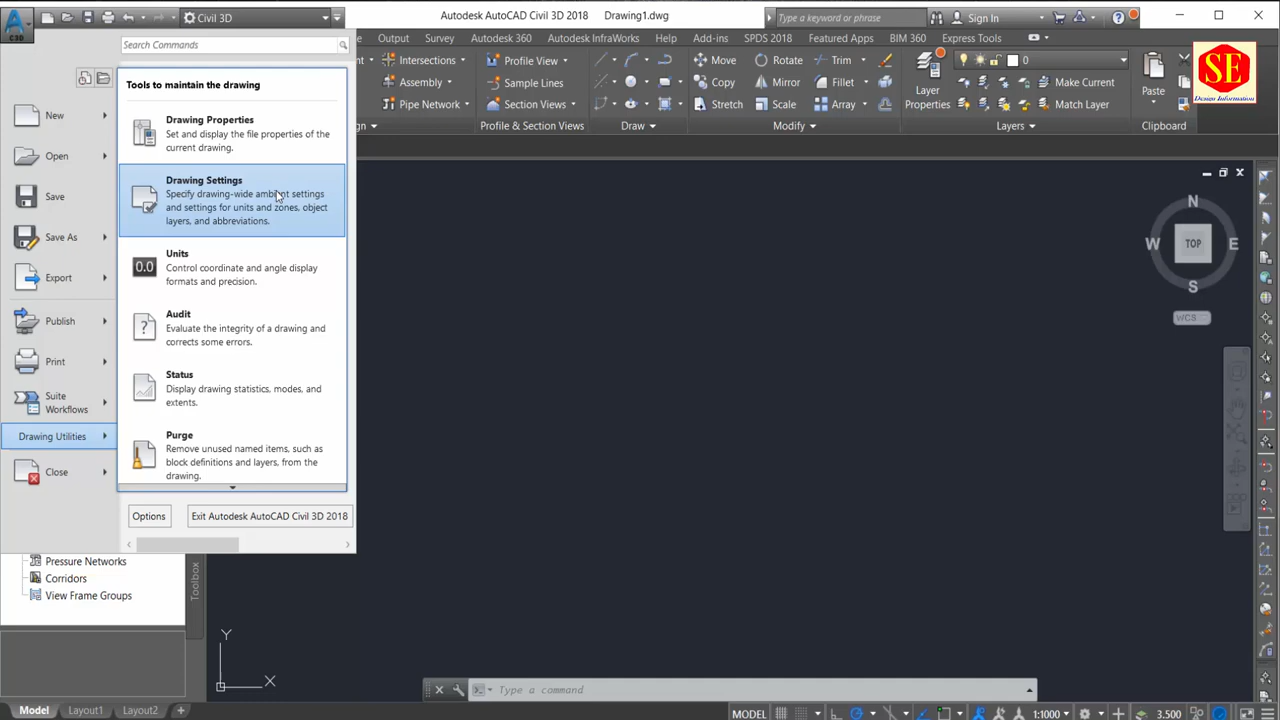 C3D
Civil 3D
Autodesk AutoCAD Civil 3D 2018 Drawing1.dwg
Type a keyword or phrase
Sign In
Output Survey Autodesk 360 Autodesk InfraWorks Help Add-ins SPDS 2018 Featured Apps BIM 360 Express Tools
Search Commands
Intersections
Profile View
Move
Rotate
Trim
0
Assembly
Sample Lines
Copy
Mirror
Fillet
Make Current
Pipe Network
Section Views
Stretch
Scale
Array
Layer
Properties
Match Layer
Paste
Profile & Section Views
Draw
Modify
Layers
Clipboard
SE
Design Information
Tools to maintain the drawing
New
Open
Save
Save As
Export
Publish
Print
Suite
Workflows
Drawing Utilities
Close
Drawing Properties
Set and display the file properties of the
current drawing.
Drawing Settings
Specify drawing-wide ambient settings
and settings for units and zones, object
layers, and abbreviations.
Units
0.0
Control coordinate and angle display
formats and precision.
Audit
Evaluate the integrity of a drawing and
corrects some errors.
Status
Display drawing statistics, modes, and
extents.
Purge
Remove unused named items, such as
block definitions and layers, from the
drawing.
Options
Exit Autodesk AutoCAD Civil 3D 2018
Pressure Networks
Corridors
View Frame Groups
Toolbox
N
W
TOP
E
S
WCS
Y
X
Type a command
Model Layout1 Layout2 +
MODEL
1:1000
3.500